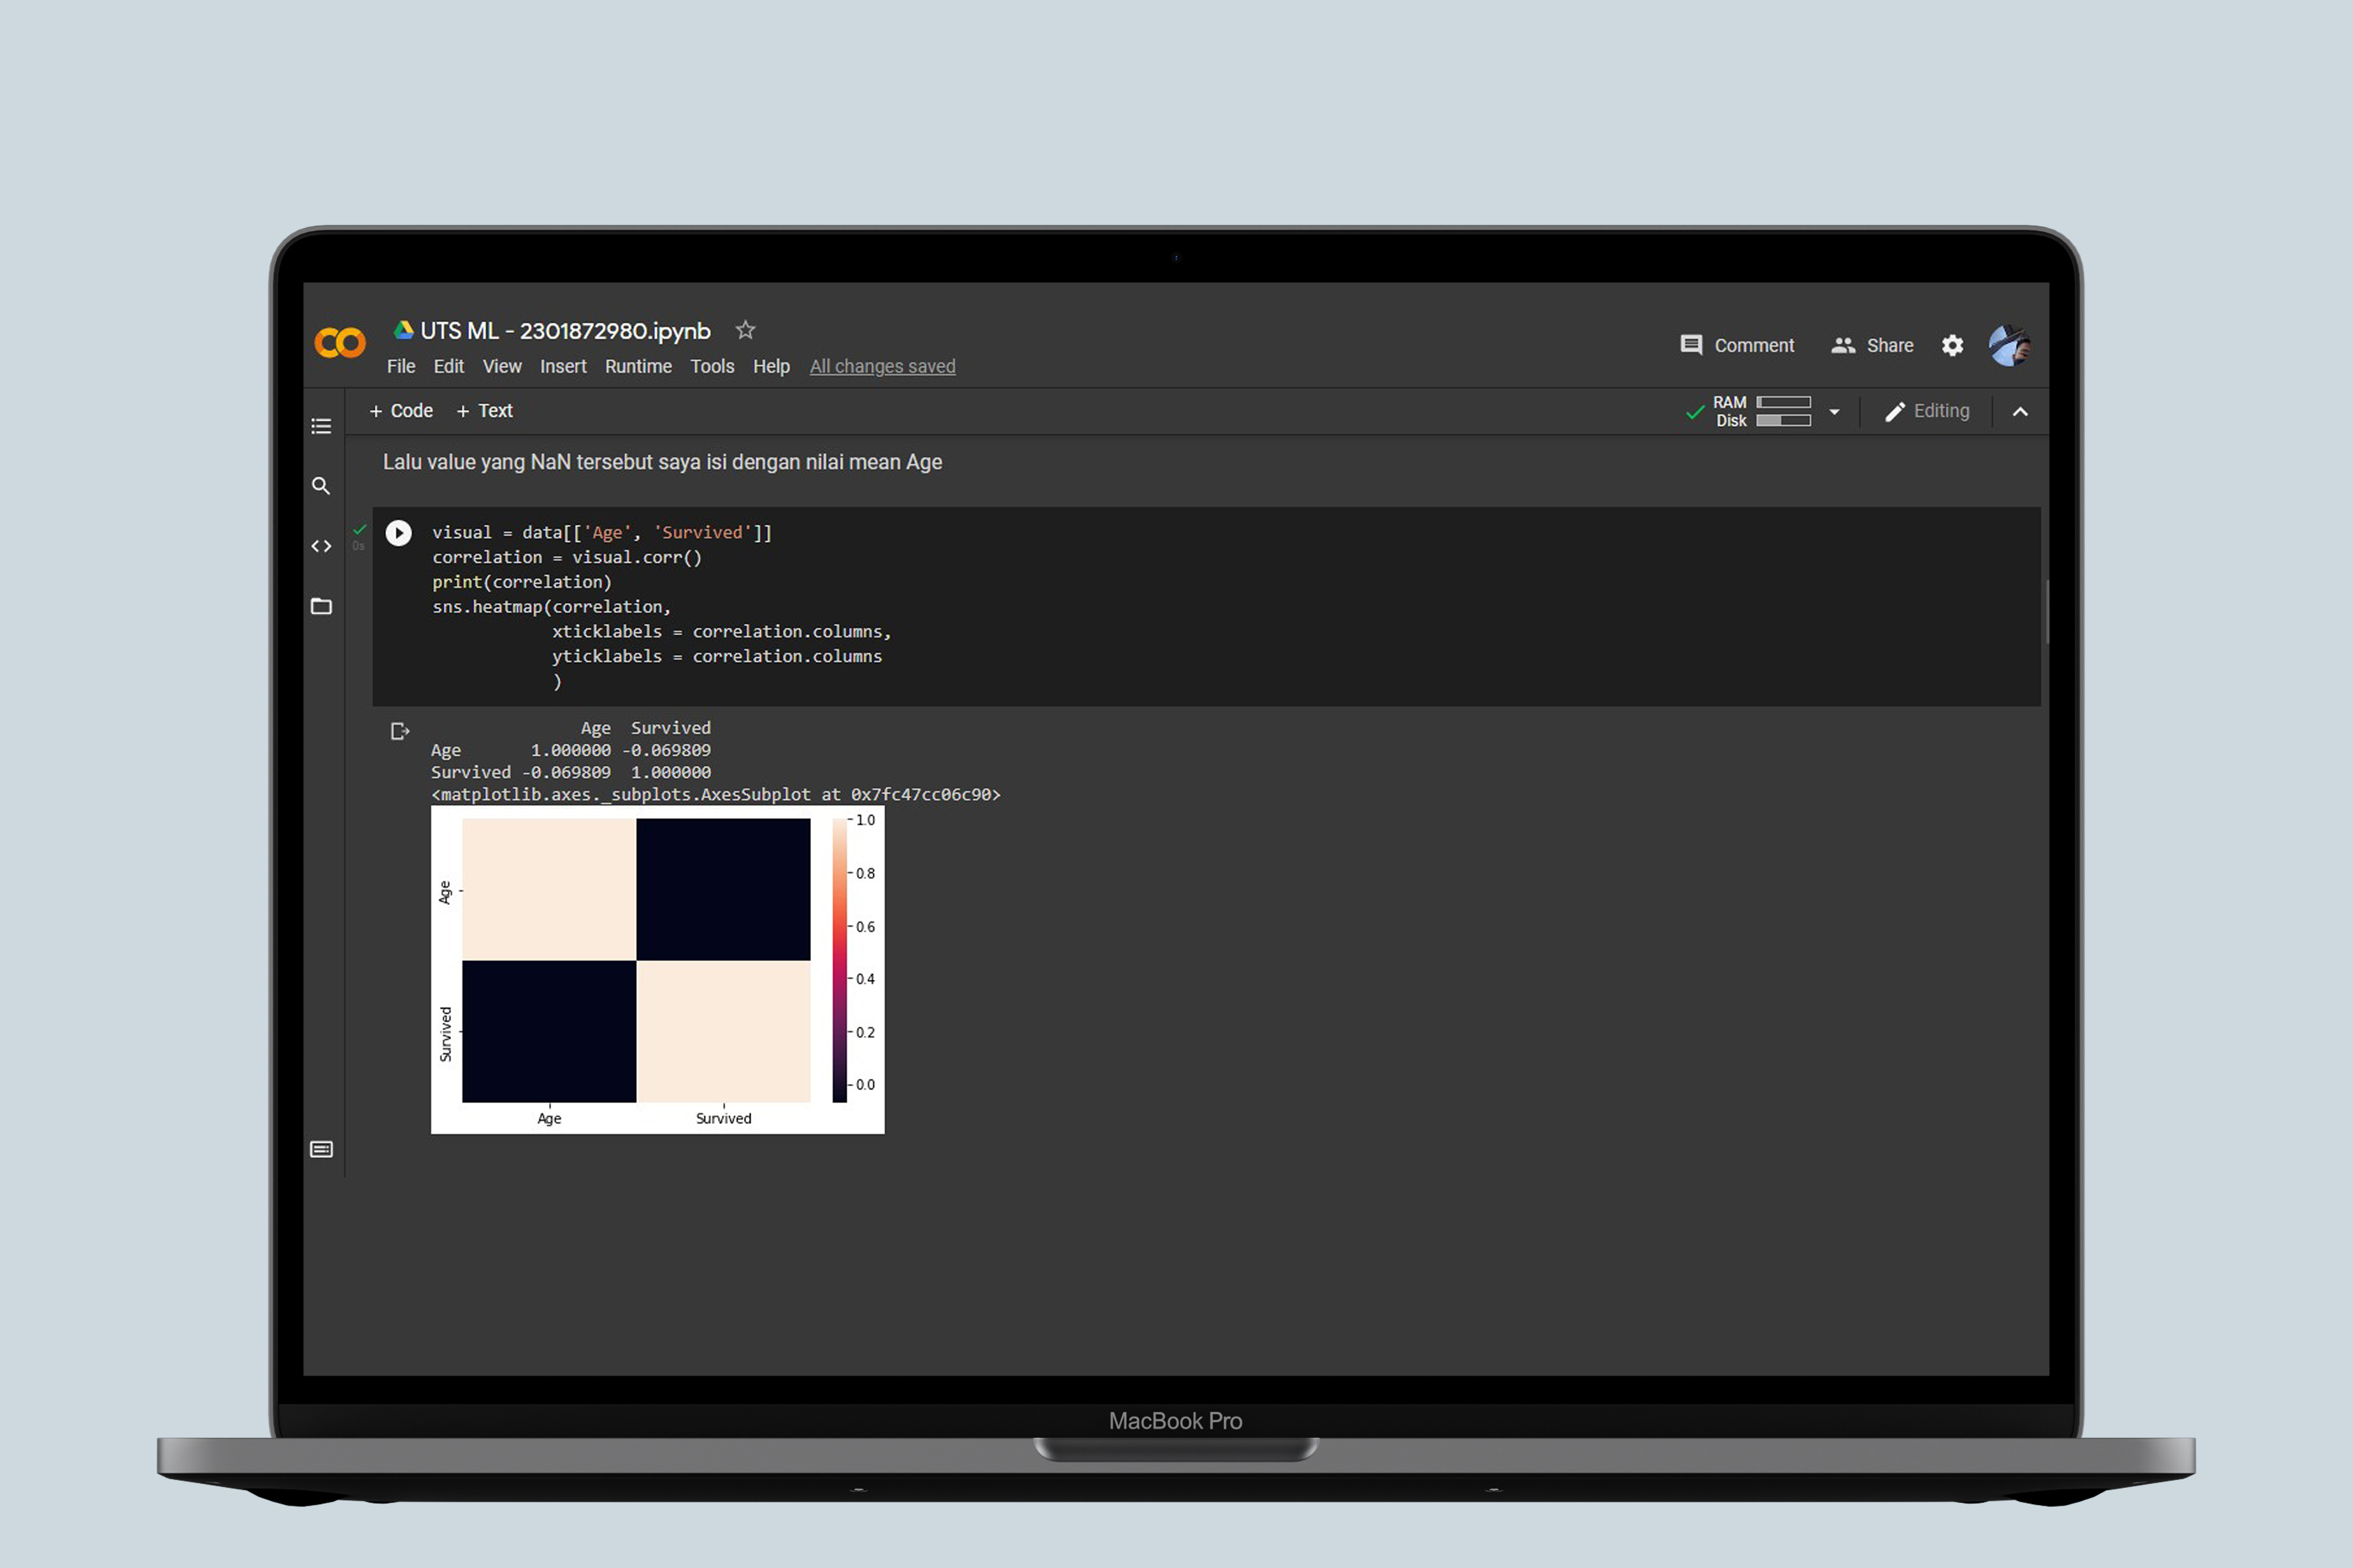 UTS ML - 2301872980.ipynb
File Edit View Insert Runtime Tools Help All changes saved
Comment Share
+ Code + Text
RAM
Disk
Editing
Lalu value yang NaN tersebut saya isi dengan nilai mean Age
0s
visual = data[['Age', 'Survived']]
correlation = visual.corr()
print(correlation)
sns.heatmap(correlation,
xticklabels = correlation.columns,
yticklabels = correlation.columns
)
Age Survived
Age 1.000000 -0.069809
Survived -0.069809 1.000000
<matplotlib.axes._subplots.AxesSubplot at 0x7fc47cc06c90>
Age
Survived
Age Survived
1.0
0.8
0.6
0.4
0.2
0.0
MacBook Pro